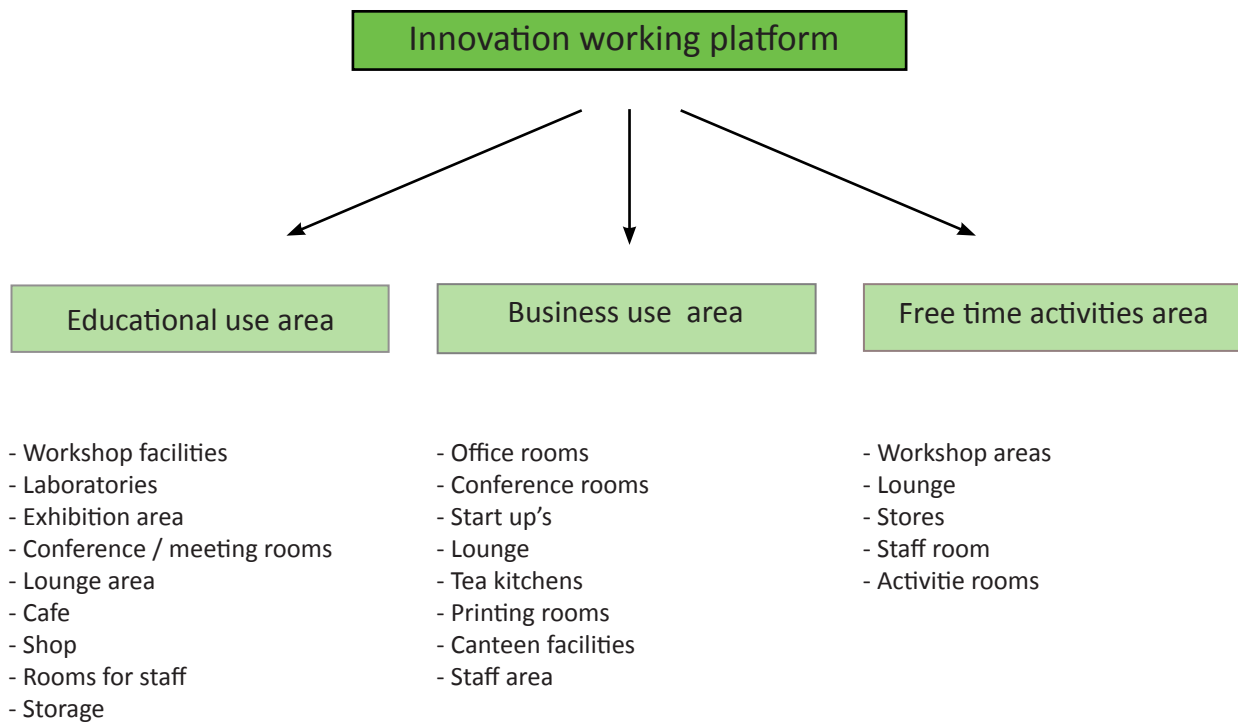 Innovation working platform
Educational use area
Business use  area
Free time activities area
- Workshop facilities
- Laboratories
- Exhibition area
- Conference / meeting rooms
- Lounge area
- Cafe
- Shop
- Rooms for staff
- Storage
- Office rooms
- Conference rooms
- Start up’s
- Lounge
- Tea kitchens
- Printing rooms
- Canteen facilities
- Staff area
- Workshop areas
- Lounge
- Stores
- Staff room
- Activitie rooms